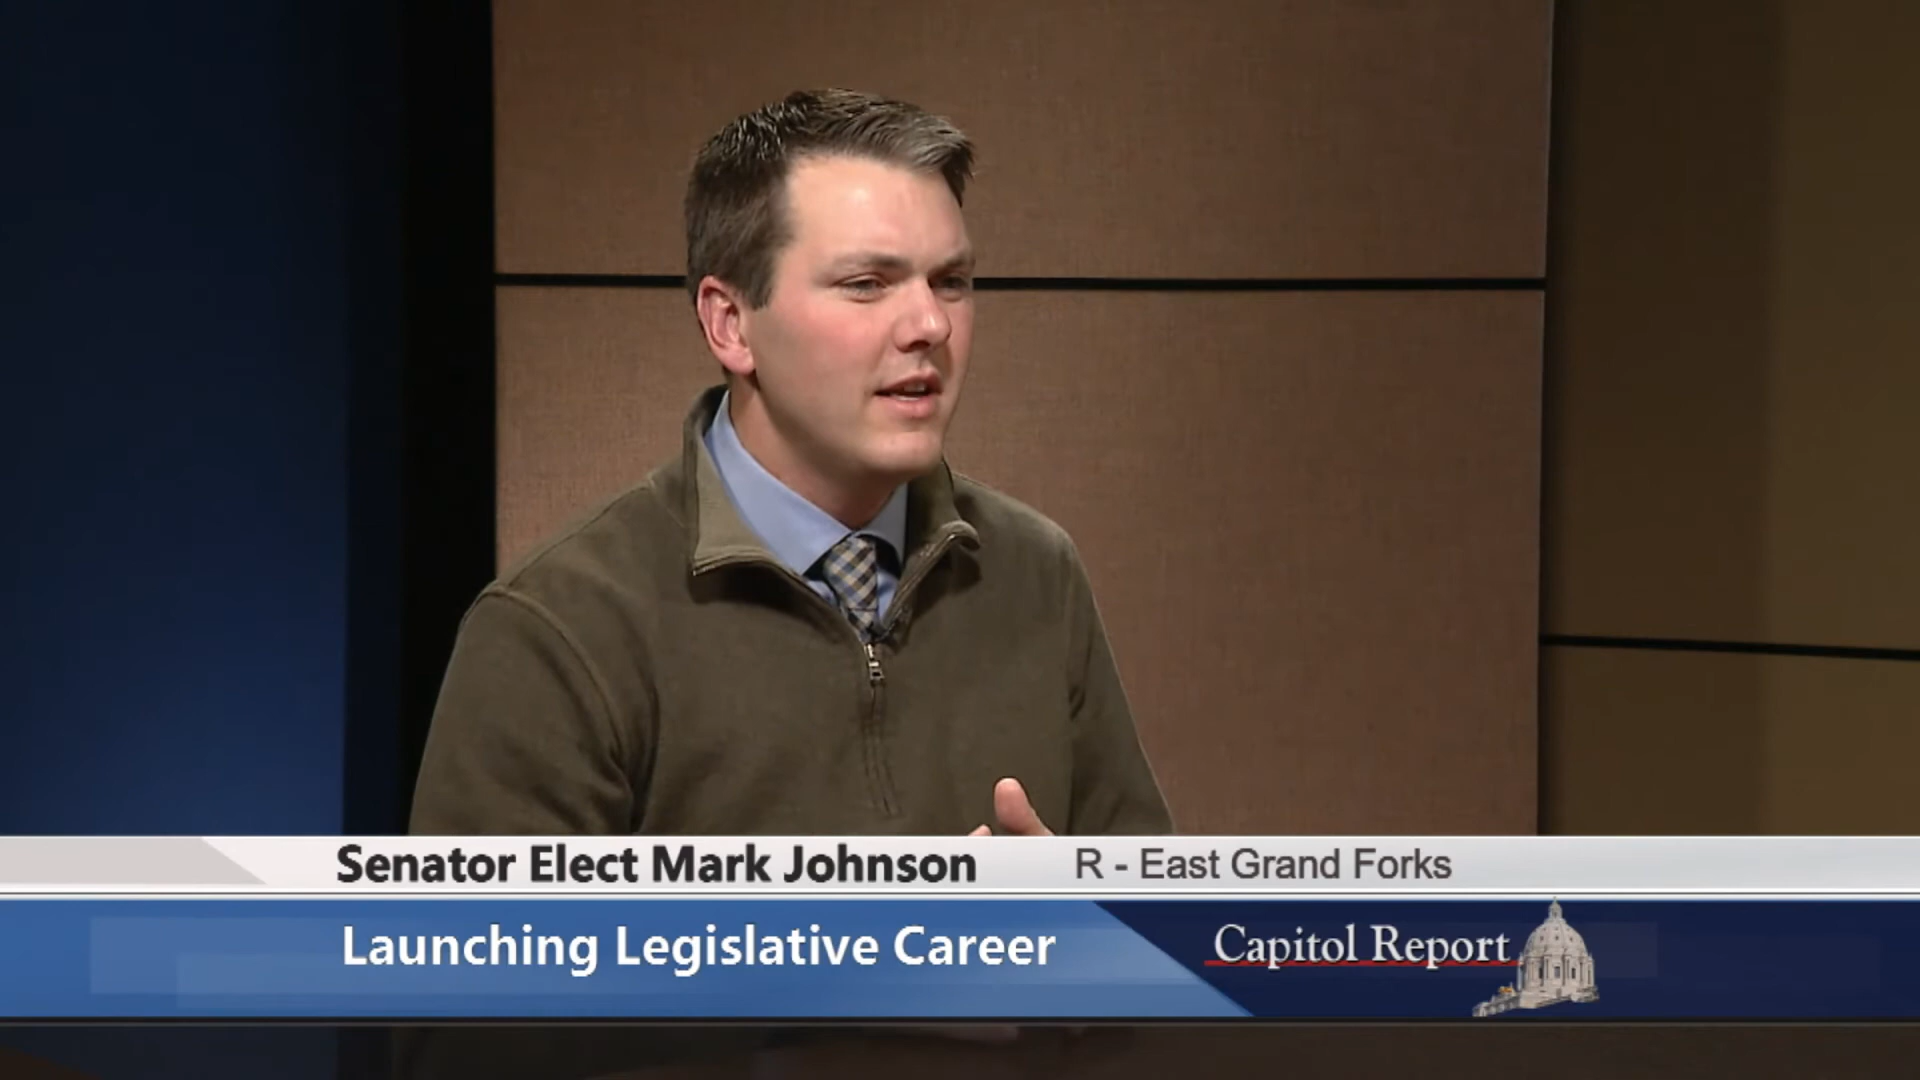 Senator Elect Mark Johnson R - East Grand Forks
Launching Legislative Career
Capitol Report